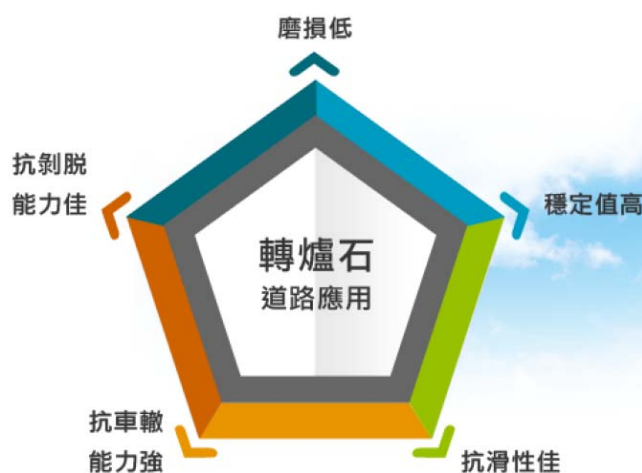 磨損低
抗剝脫
能力佳
穩定值高
轉爐石
道路應用
抗車轍
能力強
抗滑性佳